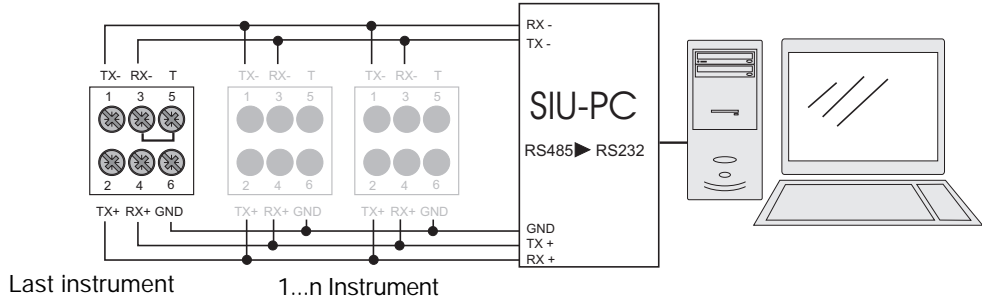 RX -
TX -
TX- RX- T
TX- RX- T
TX- RX- T
1 3 5
1 3 5
1 3 5
SIU-PC
RS485▶ RS232
2 4 6
2 4 6
2 4 6
TX+ RX+ GND
TX+ RX+ GND
TX+ RX+ GND
GND
TX +
RX +
Last instrument
1...n Instrument